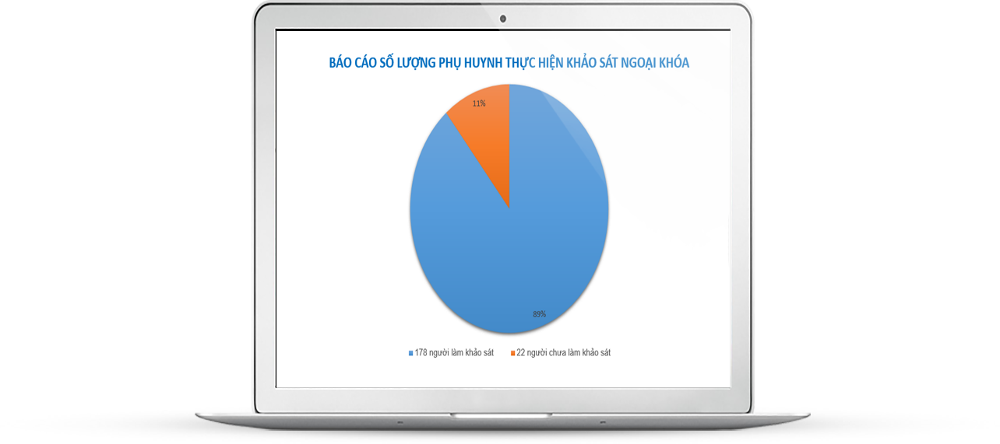 BÁO CÁO SỐ LƯỢNG PHỤ HUYNH THỰC HIỆN KHẢO SÁT NGOẠI KHÓA
11%
89%
178 người làm khảo sát
22 người chưa làm khảo sát